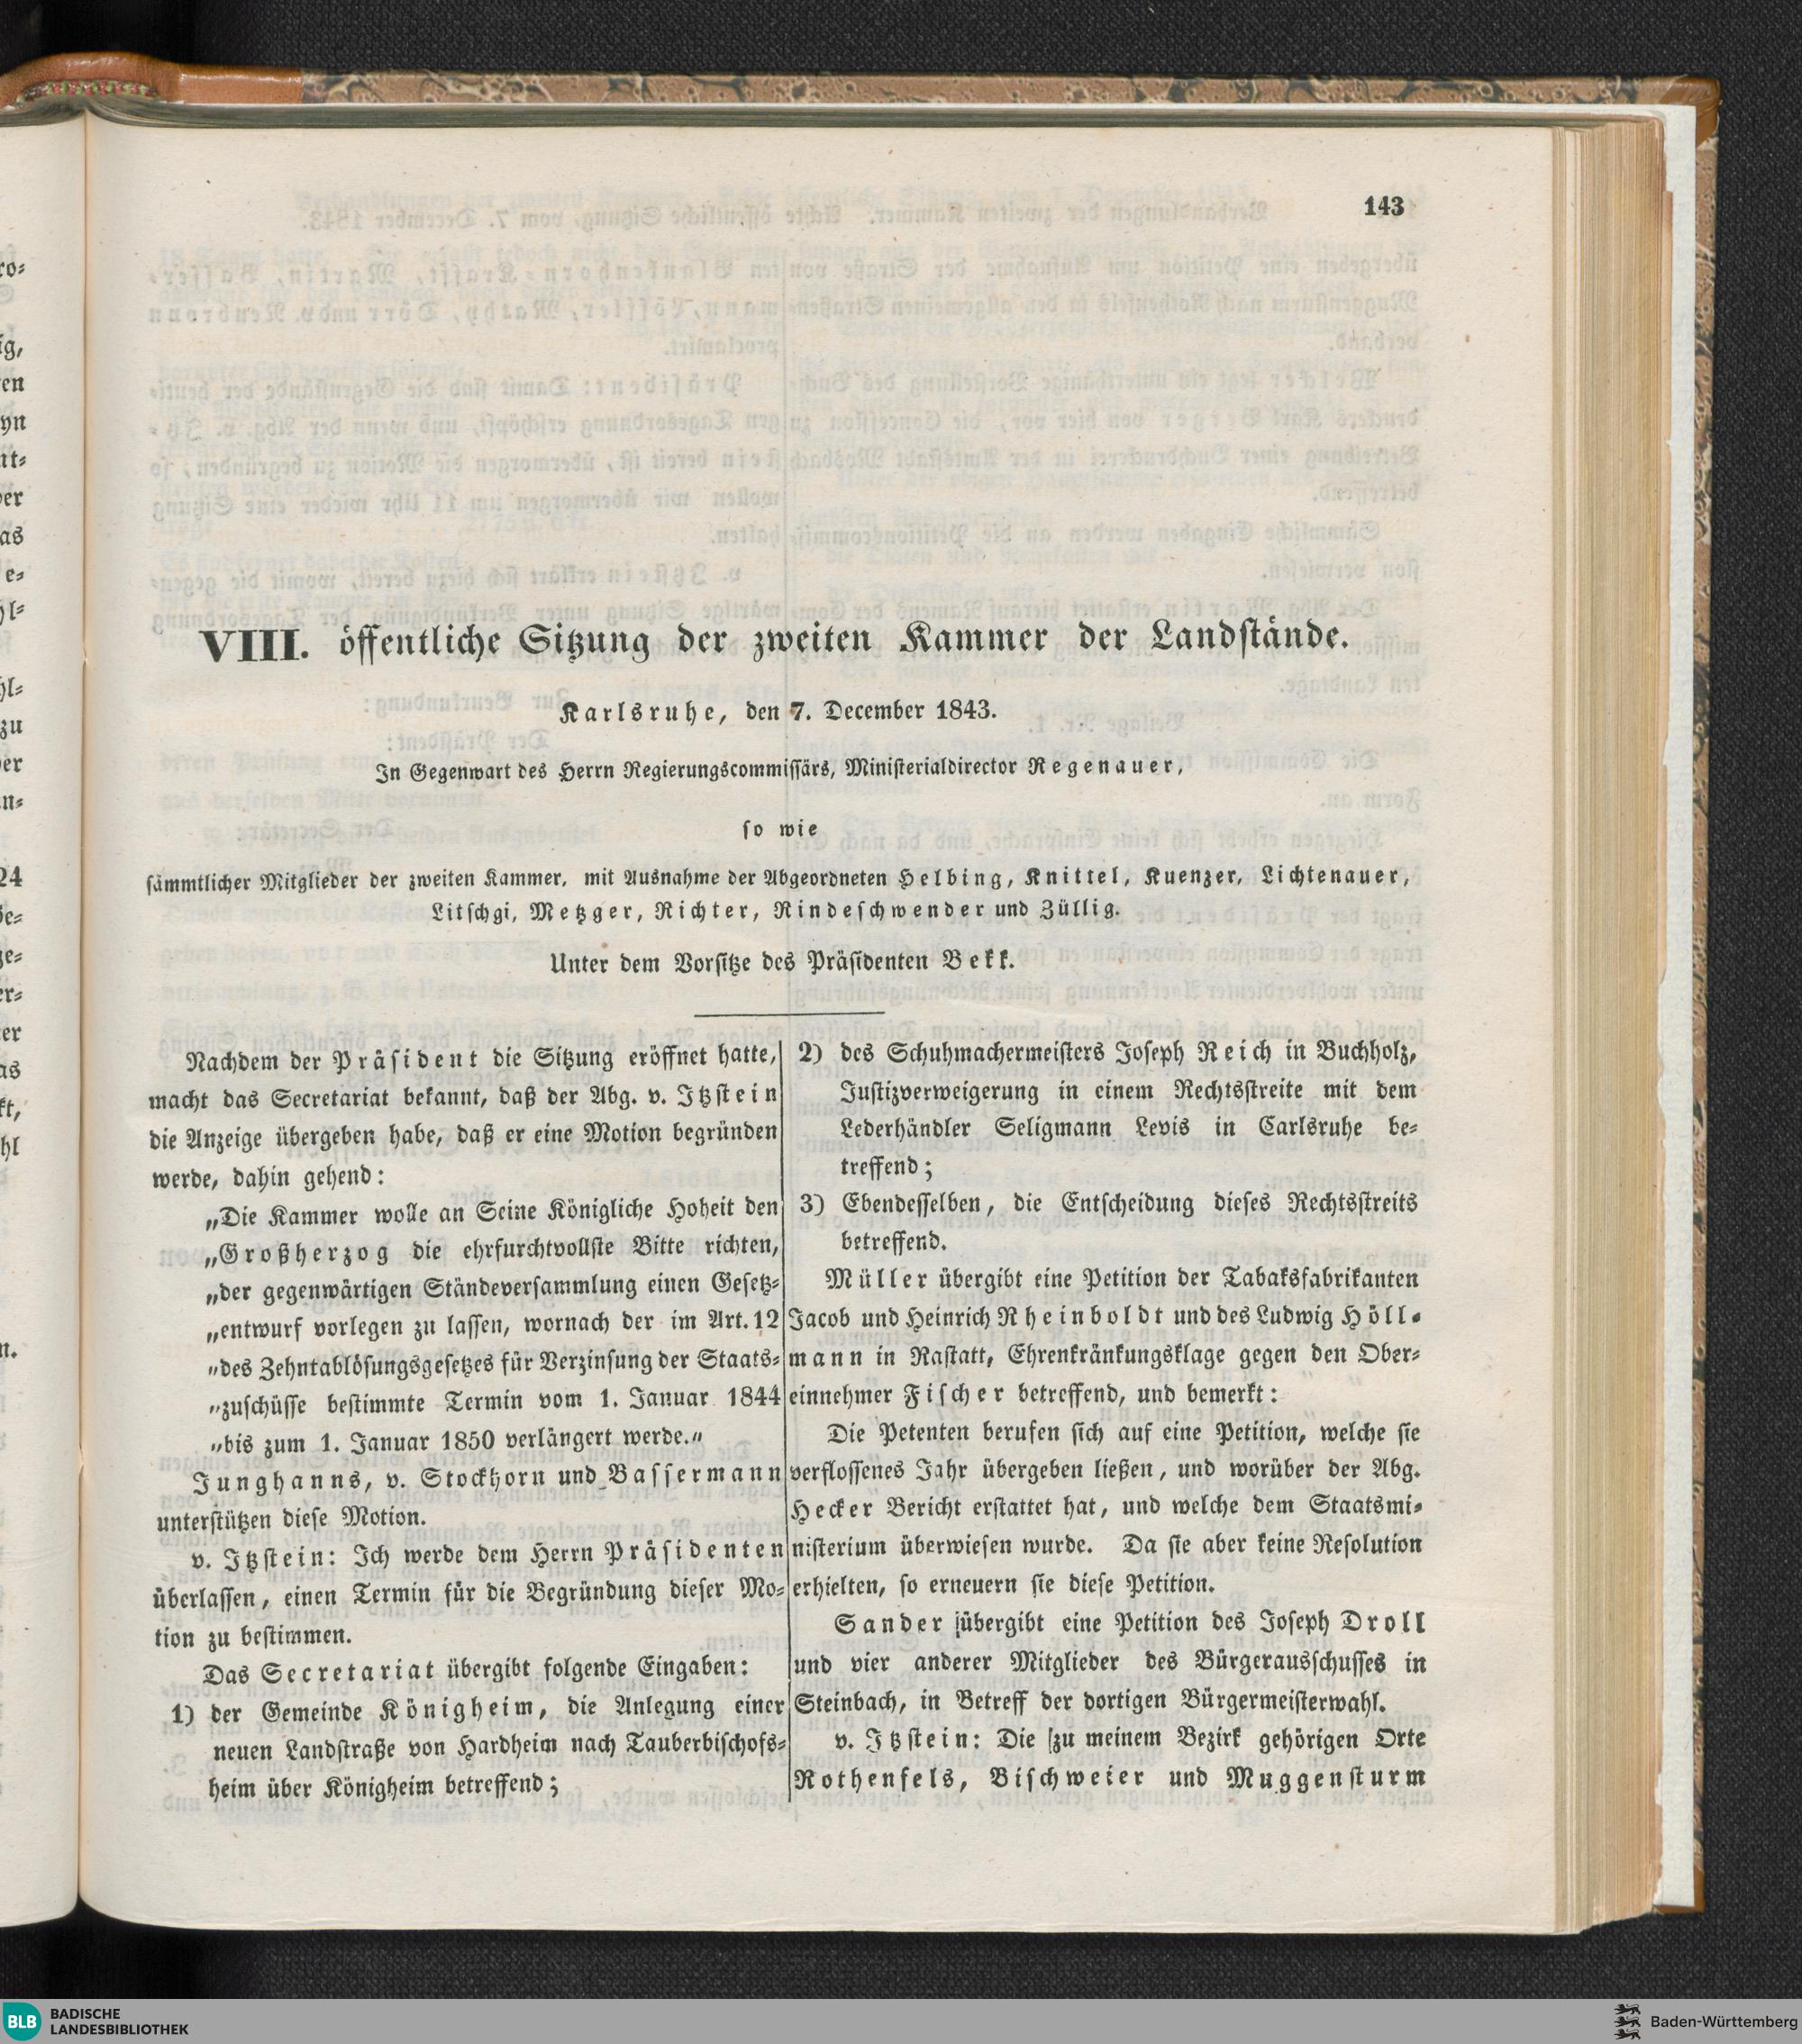 143
VIII. öffentliche Sitzung der zweiten Kammer der Landstände.
Karlsruhe, den 7. December 1843.
In Gegenwart des Herrn Regierungscommissärs, Ministerialdirector Regenauer,
so wie
sämmtlicher Mitglieder der zweiten Kammer, mit Ausnahme der Abgeordneten Helbing, Knittel, Kuenzer, Lichtenauer,
Litschgi, Metzger, Richter, Rindeschwender und Züllig.
Unter dem Vorsitze des Präsidenten Bekk.
Nachdem der Präsident die Sitzung eröffnet hatte,
macht das Secretariat bekannt, daß der Abg. v. Itzstein
die Anzeige übergeben habe, daß er eine Motion begründen
werde, dahin gehend:
„Die Kammer wolle an Seine Königliche Hoheit den
„Großherzog die ehrfurchtvollste Bitte richten,
„der gegenwärtigen Ständeversammlung einen Gesetz-
„entwurf vorlegen zu lassen, wornach der im Art. 12
„des Zehntablösungsgesetzes für Verzinsung der Staats-
„zuschüsse bestimmte Termin vom 1. Januar 1844
„bis zum 1. Januar 1850 verlängert werde."
Junghanns, v. Stockhorn und Bassermann
unterstützen diese Motion.
v. Itzstein: Ich werde dem Herrn Präsidenten
überlassen, einen Termin für die Begründung dieser Mo-
tion zu bestimmen.
Das Secretariat übergibt folgende Eingaben:
1) der Gemeinde Königheim, die Anlegung einer
neuen Landstraße von Hardheim nach Tauberbischofs-
heim über Königheim betreffend;
2) des Schuhmachermeisters Joseph Reich in Buchholz,
Justizverweigerung in einem Rechtsstreite mit dem
Lederhändler Seligmann Levis in Carlsruhe be-
treffend;
3) Ebendesselben, die Entscheidung dieses Rechtsstreits
betreffend.
Müller übergibt eine Petition der Tabaksfabrikanten
Jacob und Heinrich Rheinboldt und des Ludwig Höll-
mann in Rastatt, Ehrenkränkungsklage gegen den Ober-
einnehmer Fischer betreffend, und bemerkt:
Die Petenten berufen sich auf eine Petition, welche sie
verflossenes Jahr übergeben ließen, und worüber der Abg.
Hecker Bericht erstattet hat, und welche dem Staatsmi-
nisterium überwiesen wurde. Da sie aber keine Resolution
erhielten, so erneuern sie diese Petition.
Sander übergibt eine Petition des Joseph Droll
und vier anderer Mitglieder des Bürgerausschusses in
Steinbach, in Betreff der dortigen Bürgermeisterwahl.
v. Itzstein: Die zu meinem Bezirk gehörigen Orte
Rothenfels, Bischweier und Muggensturm
BLB BADISCHE
LANDESBIBLIOTHEK
Baden-Württemberg